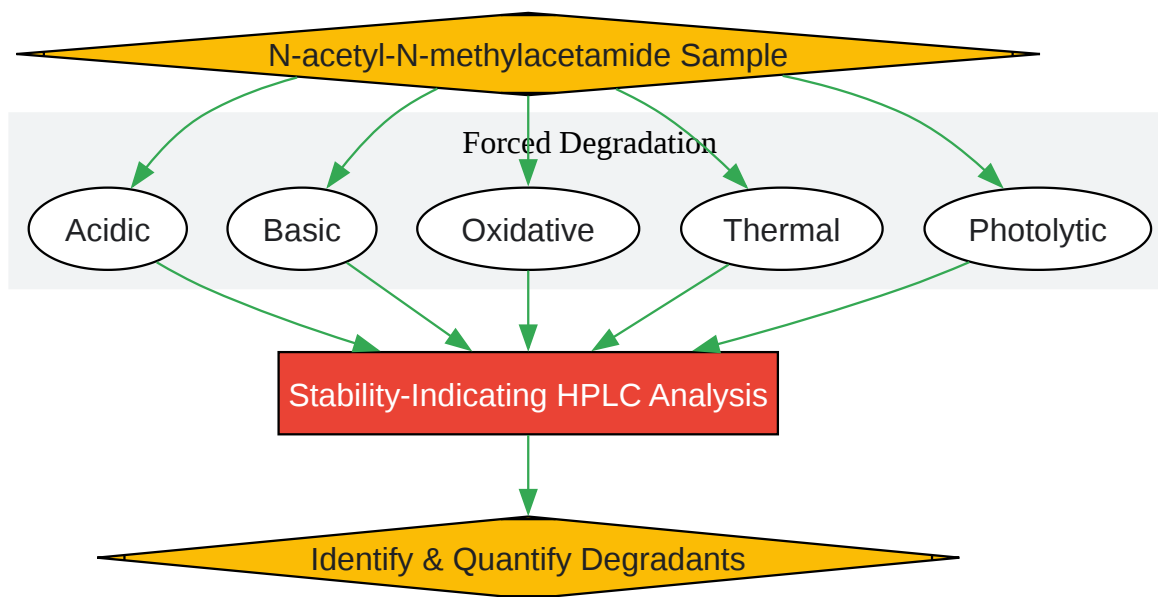 N-acetyl-N-methylacetamide Sample
Forced Degradation
Acidic
Basic
Oxidative
Thermal
Photolytic
Stability-Indicating HPLC Analysis
Identify & Quantify Degradants